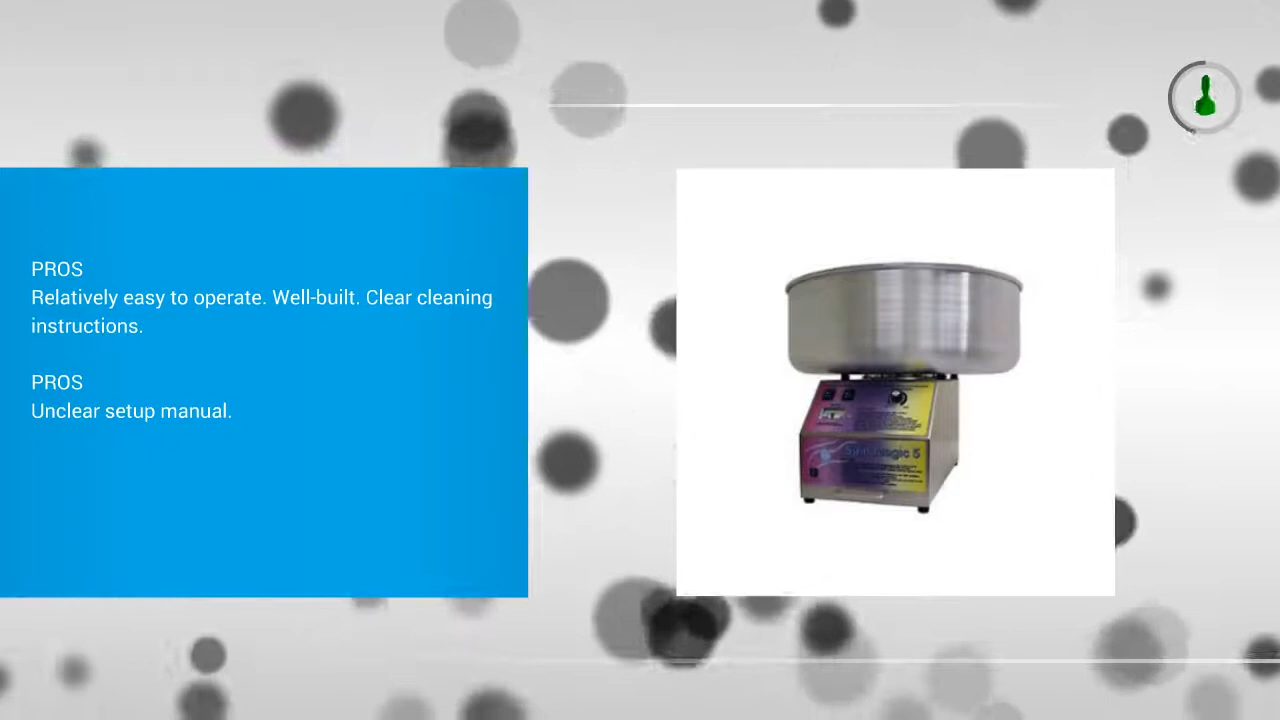 PROS
Relatively easy to operate. Well-built. Clear cleaning
instructions.
PROS
Unclear setup manual.